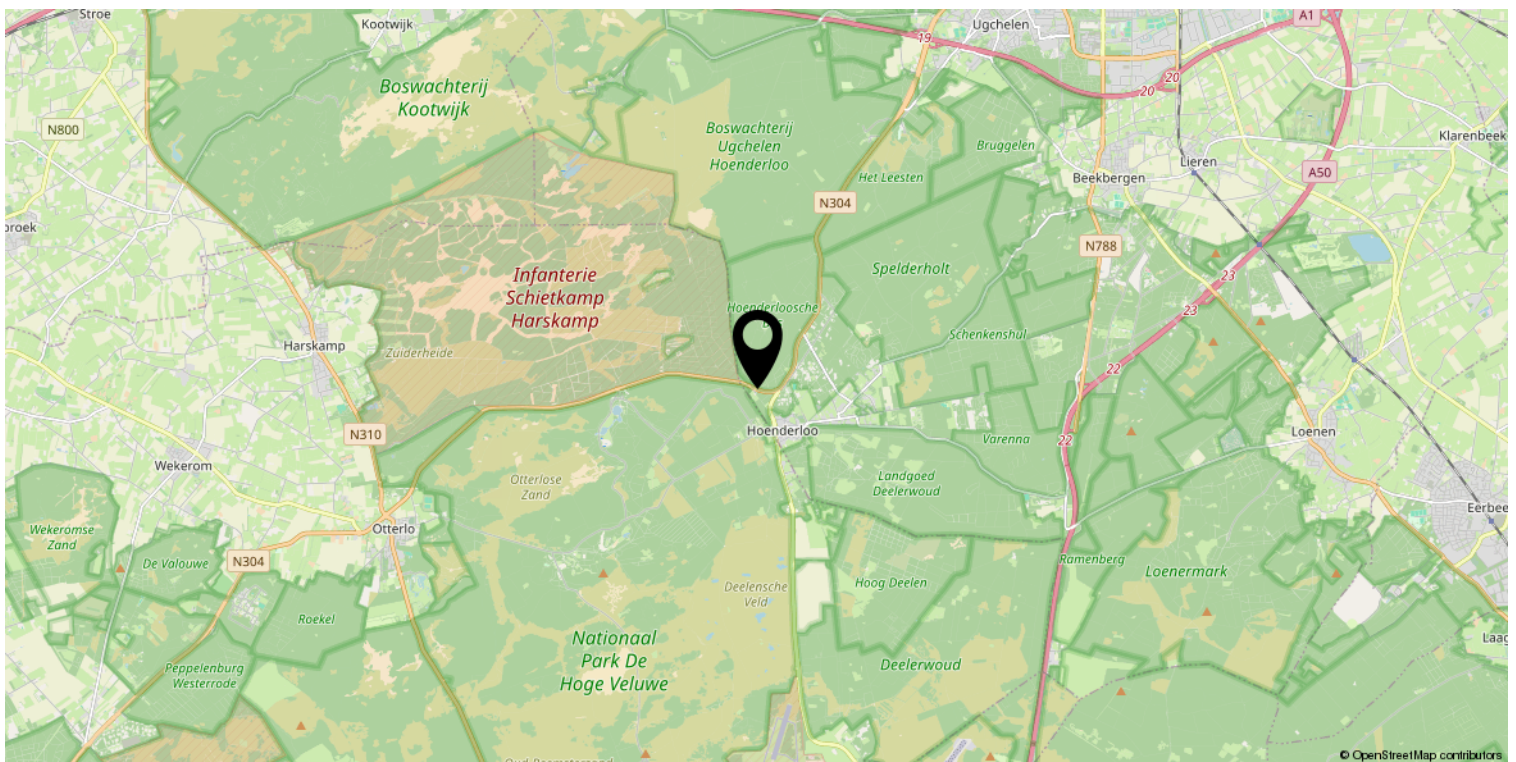 Stroe
Kootwijk
Ugchelen
A1
19
20
20
Boswachterij
Kootwijk
N800
Boswachterij
Ugchelen
Hoenderloo
Bruggelen
Klarenbeek
Lieren
Beekbergen
Het Leesten
A50
N304
broek
N788
Infanterie
Schietkamp
Harskamp
Spelderholt
23
23
Hoenderloosche
Schenkenshul
Harskamp
Zuiderheide
22
N310
Hoenderloo
Loenen
22
Varenna
Wekerom
Otterlose
Zand
Landgoed
Deelerwoud
Eerbee
Wekeromse
Zand
Otterlo
N304
De Valouwe
Ramenberg
Loenermark
Hoog Deelen
Deelensche
Veld
Roekel
Laag
Nationaal
Park De
Hoge Veluwe
Peppelenburg
Westerrode
Deelerwoud
© OpenStreetMap contributors